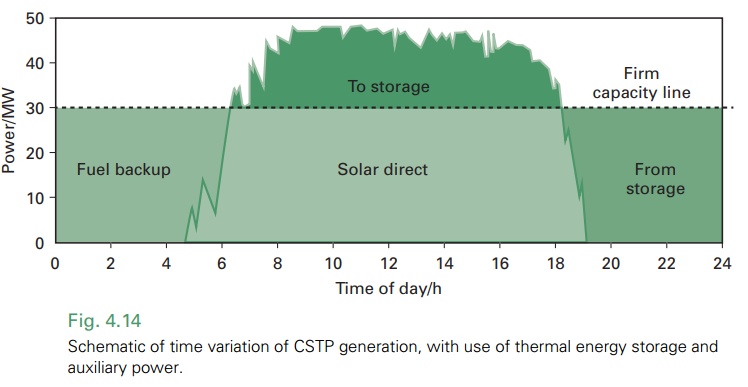 50
40
30
20
10
0
Power/MW
To storage
Firm
capacity line
Fuel backup
Solar direct
From
storage
0 2 4 6 8 10 12 14 16 18 20 22 24
Time of day/h
Fig. 4.14
Schematic of time variation of CSTP generation, with use of thermal energy storage and
auxiliary power.